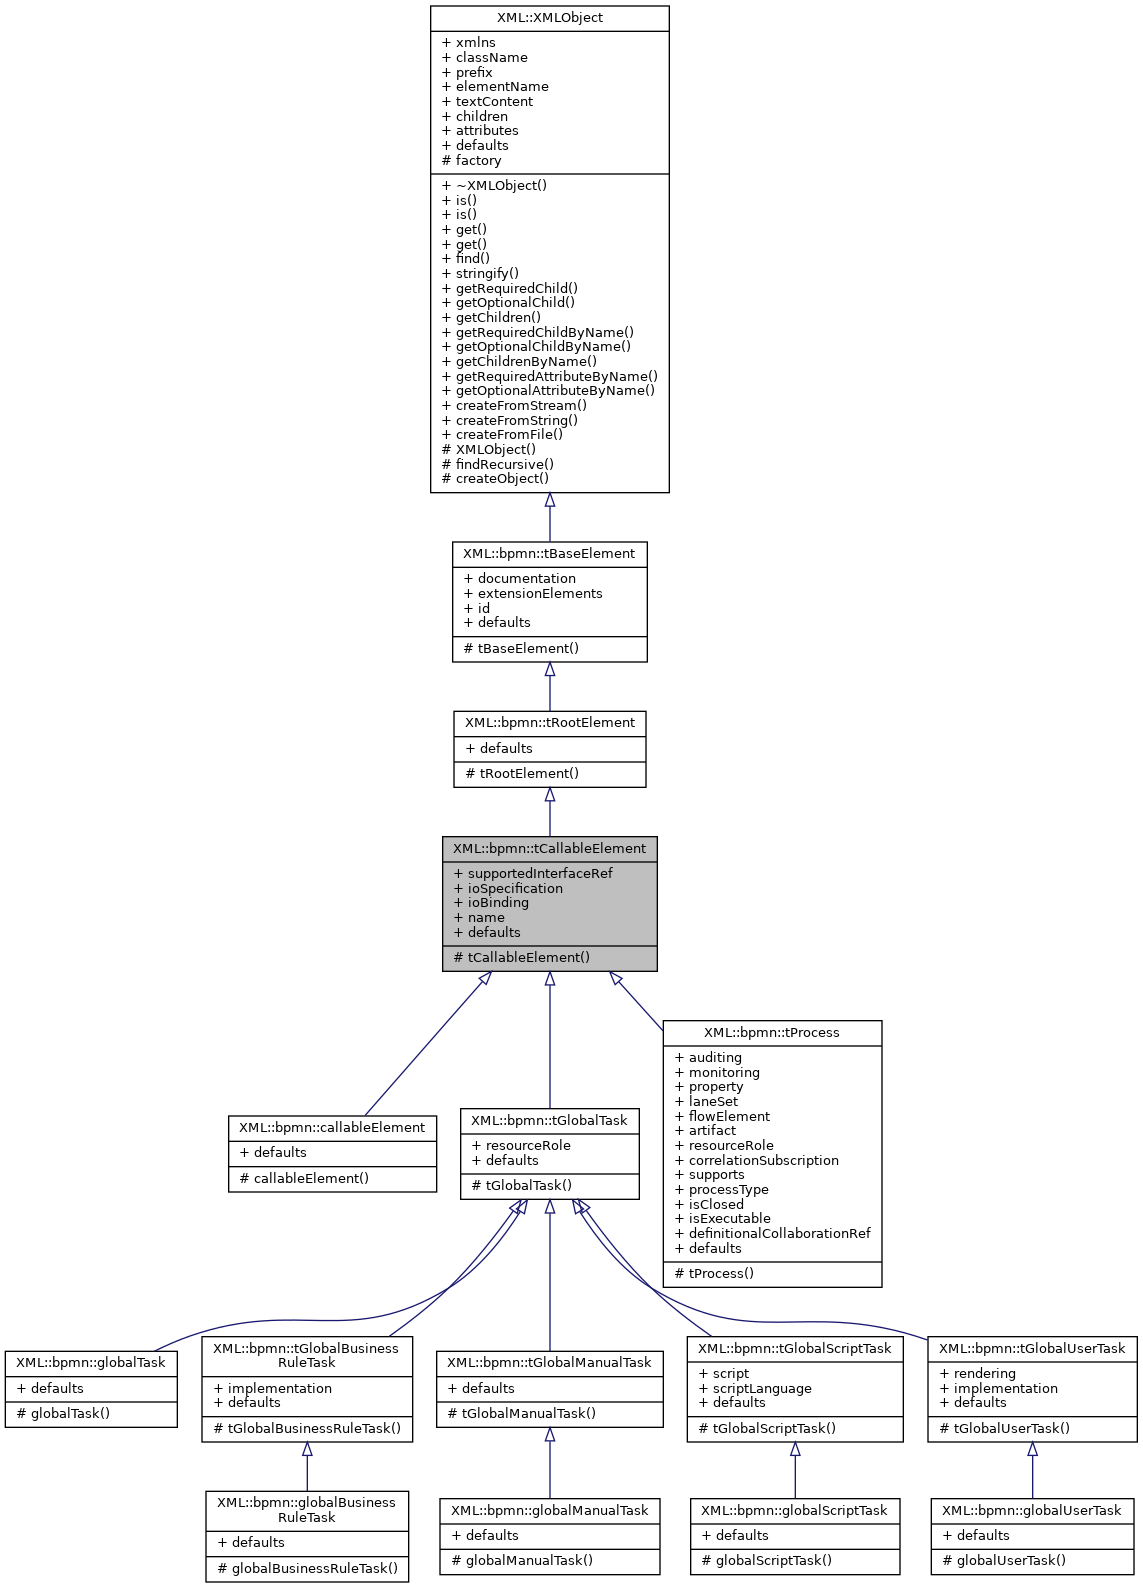 XML::XMLObject
+ xmlns
+ className
+ prefix
+ elementName
+ textContent
+ children
+ attributes
+ defaults
# factory
+ ~XMLObject()
+ is()
+ is()
+ get()
+ get()
+ find()
+ stringify()
+ getRequiredChild()
+ getOptionalChild()
+ getChildren()
+ getRequiredChildByName()
+ getOptionalChildByName()
+ getChildrenByName()
+ getRequiredAttributeByName()
+ getOptionalAttributeByName()
+ createFromStream()
+ createFromString()
+ createFromFile()
# XMLObject()
# findRecursive()
# createObject()
XML::bpmn::tBaseElement
+ documentation
+ extensionElements
+ id
+ defaults
# tBaseElement()
XML::bpmn::tRootElement
+ defaults
# tRootElement()
XML::bpmn::tCallableElement
+ supportedInterfaceRef
+ ioSpecification
+ ioBinding
+ name
+ defaults
# tCallableElement()
XML::bpmn::callableElement
+ defaults
# callableElement()
XML::bpmn::tGlobalTask
+ resourceRole
+ defaults
# tGlobalTask()
XML::bpmn::tProcess
+ auditing
+ monitoring
+ property
+ laneSet
+ flowElement
+ artifact
+ resourceRole
+ correlationSubscription
+ supports
+ processType
+ isClosed
+ isExecutable
+ definitionalCollaborationRef
+ defaults
# tProcess()
XML::bpmn::globalTask
+ defaults
# globalTask()
XML::bpmn::tGlobalBusiness
RuleTask
+ implementation
+ defaults
# tGlobalBusinessRuleTask()
XML::bpmn::tGlobalManualTask
+ defaults
# tGlobalManualTask()
XML::bpmn::tGlobalScriptTask
+ script
+ scriptLanguage
+ defaults
# tGlobalScriptTask()
XML::bpmn::tGlobalUserTask
+ rendering
+ implementation
+ defaults
# tGlobalUserTask()
XML::bpmn::globalBusiness
RuleTask
+ defaults
# globalBusinessRuleTask()
XML::bpmn::globalManualTask
+ defaults
# globalManualTask()
XML::bpmn::globalScriptTask
+ defaults
# globalScriptTask()
XML::bpmn::globalUserTask
+ defaults
# globalUserTask()